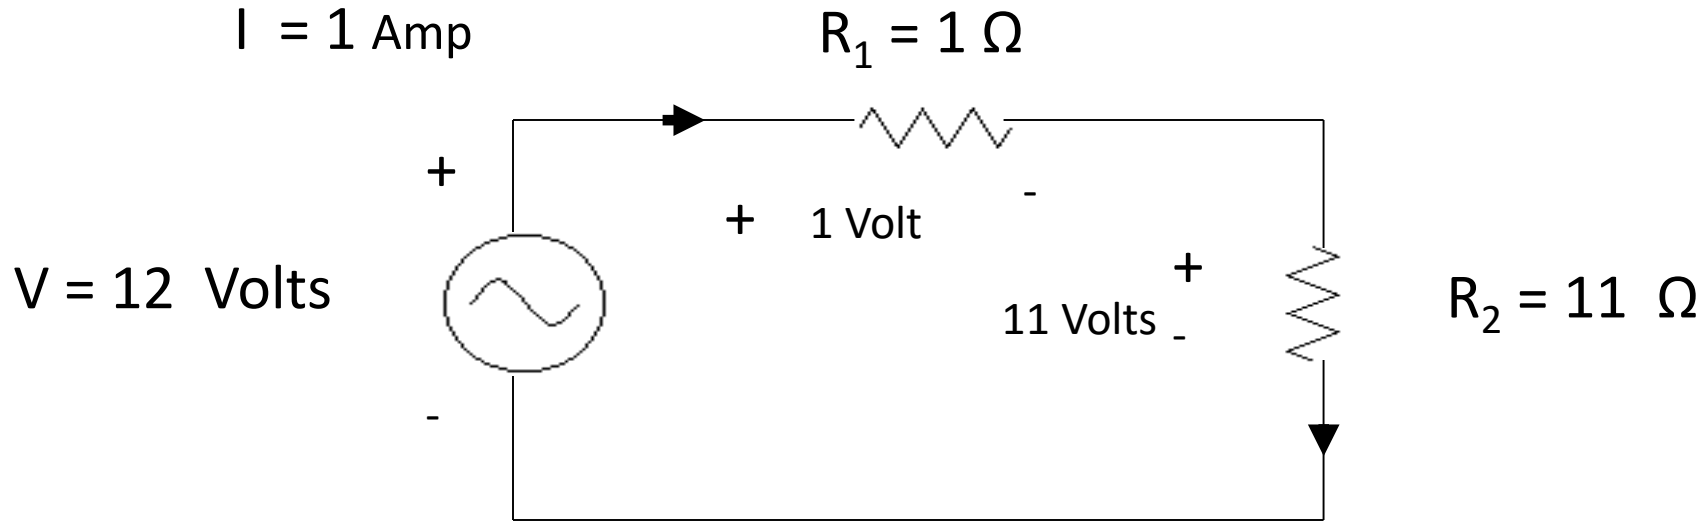 I = 1 Amp
R₁ = 1 Ω
+
+ 1 Volt -
V = 12 Volts
+
11 Volts
-
R₂ = 11 Ω
-